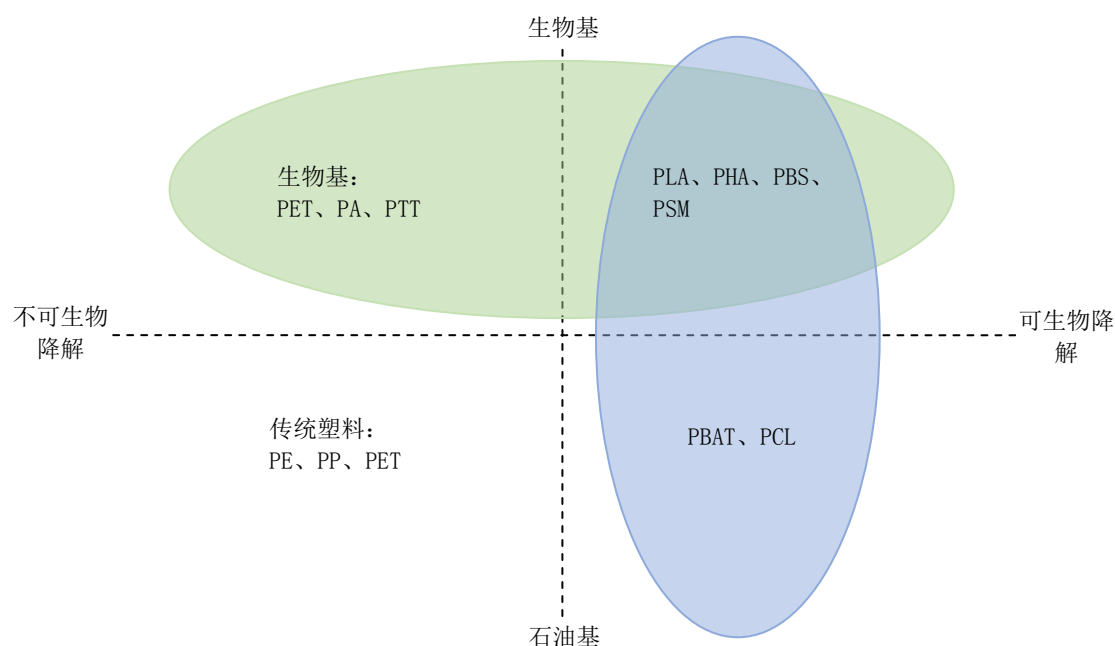 生物基
生物基：
PET、PA、PTT
PLA、PHA、PBS、
PSM
不可生物
降解
可生物降
解
传统塑料：
PE、PP、PET
PBAT、PCL
石油基